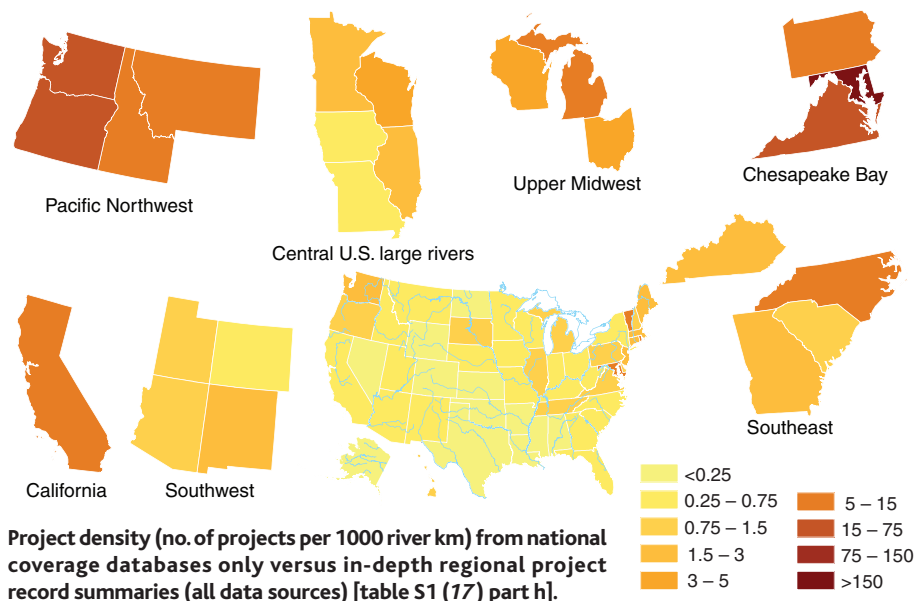 Pacific Northwest
Central U.S. large rivers
Upper Midwest
Chesapeake Bay
California
Southwest
Southeast
<0.25
0.25 – 0.75
0.75 – 1.5
1.5 – 3
3 – 5
5 – 15
15 – 75
75 – 150
>150
Project density (no. of projects per 1000 river km) from national
coverage databases only versus in-depth regional project
record summaries (all data sources) [table S1 (17) part h].